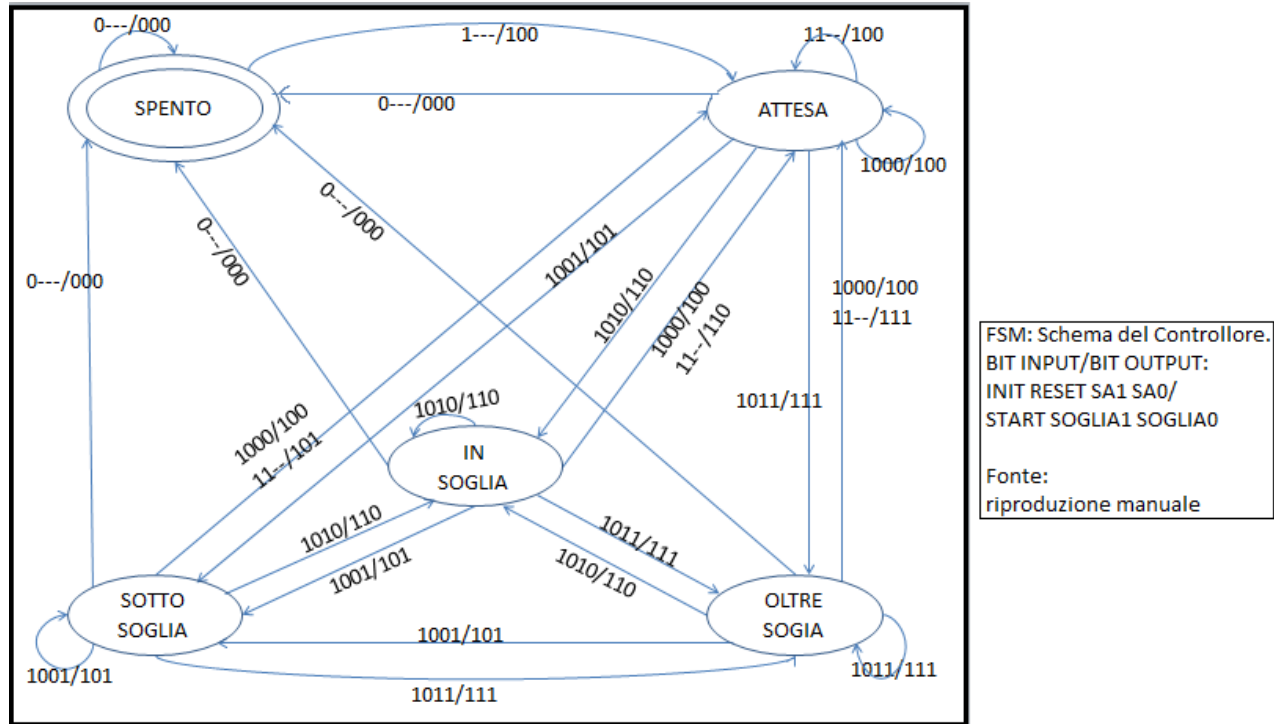 0---/000
1---/100
11--/100
SPENTO
0---/000
ATTESA
1000/100
0---/000
0---/000
1001/101
1010/110
1000/100
11--/110
1000/100
11--/111
0---/000
1011/111
1000/100
11--/101
1010/110
IN
SOGLIA
1010/110
1001/101
1011/111
1010/110
SOTTO
SOGLIA
OLTRE
SOGIA
1001/101
1001/101
1011/111
1011/111
FSM: Schema del Controllore.
BIT INPUT/BIT OUTPUT:
INIT RESET SA1 SA0/
START SOGLIA1 SOGLIA0
Fonte:
riproduzione manuale